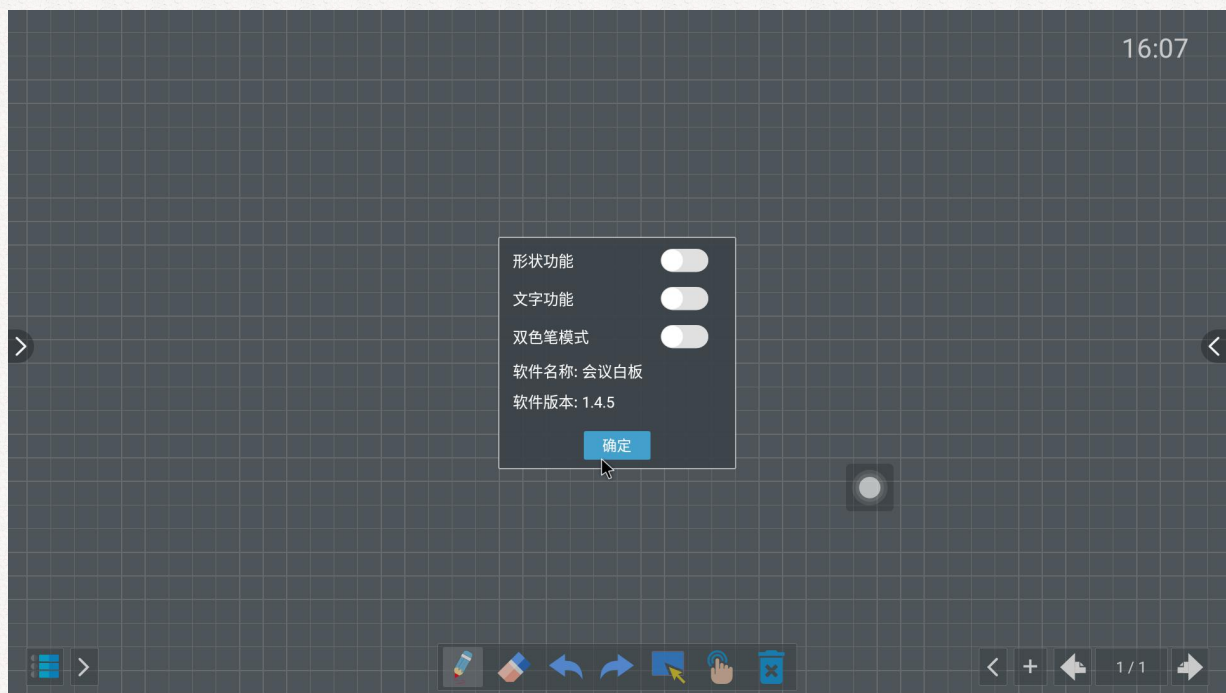 16:07
形状功能
文字功能
双色笔模式
软件名称: 会议白板
软件版本: 1.4.5
确定
1 / 1